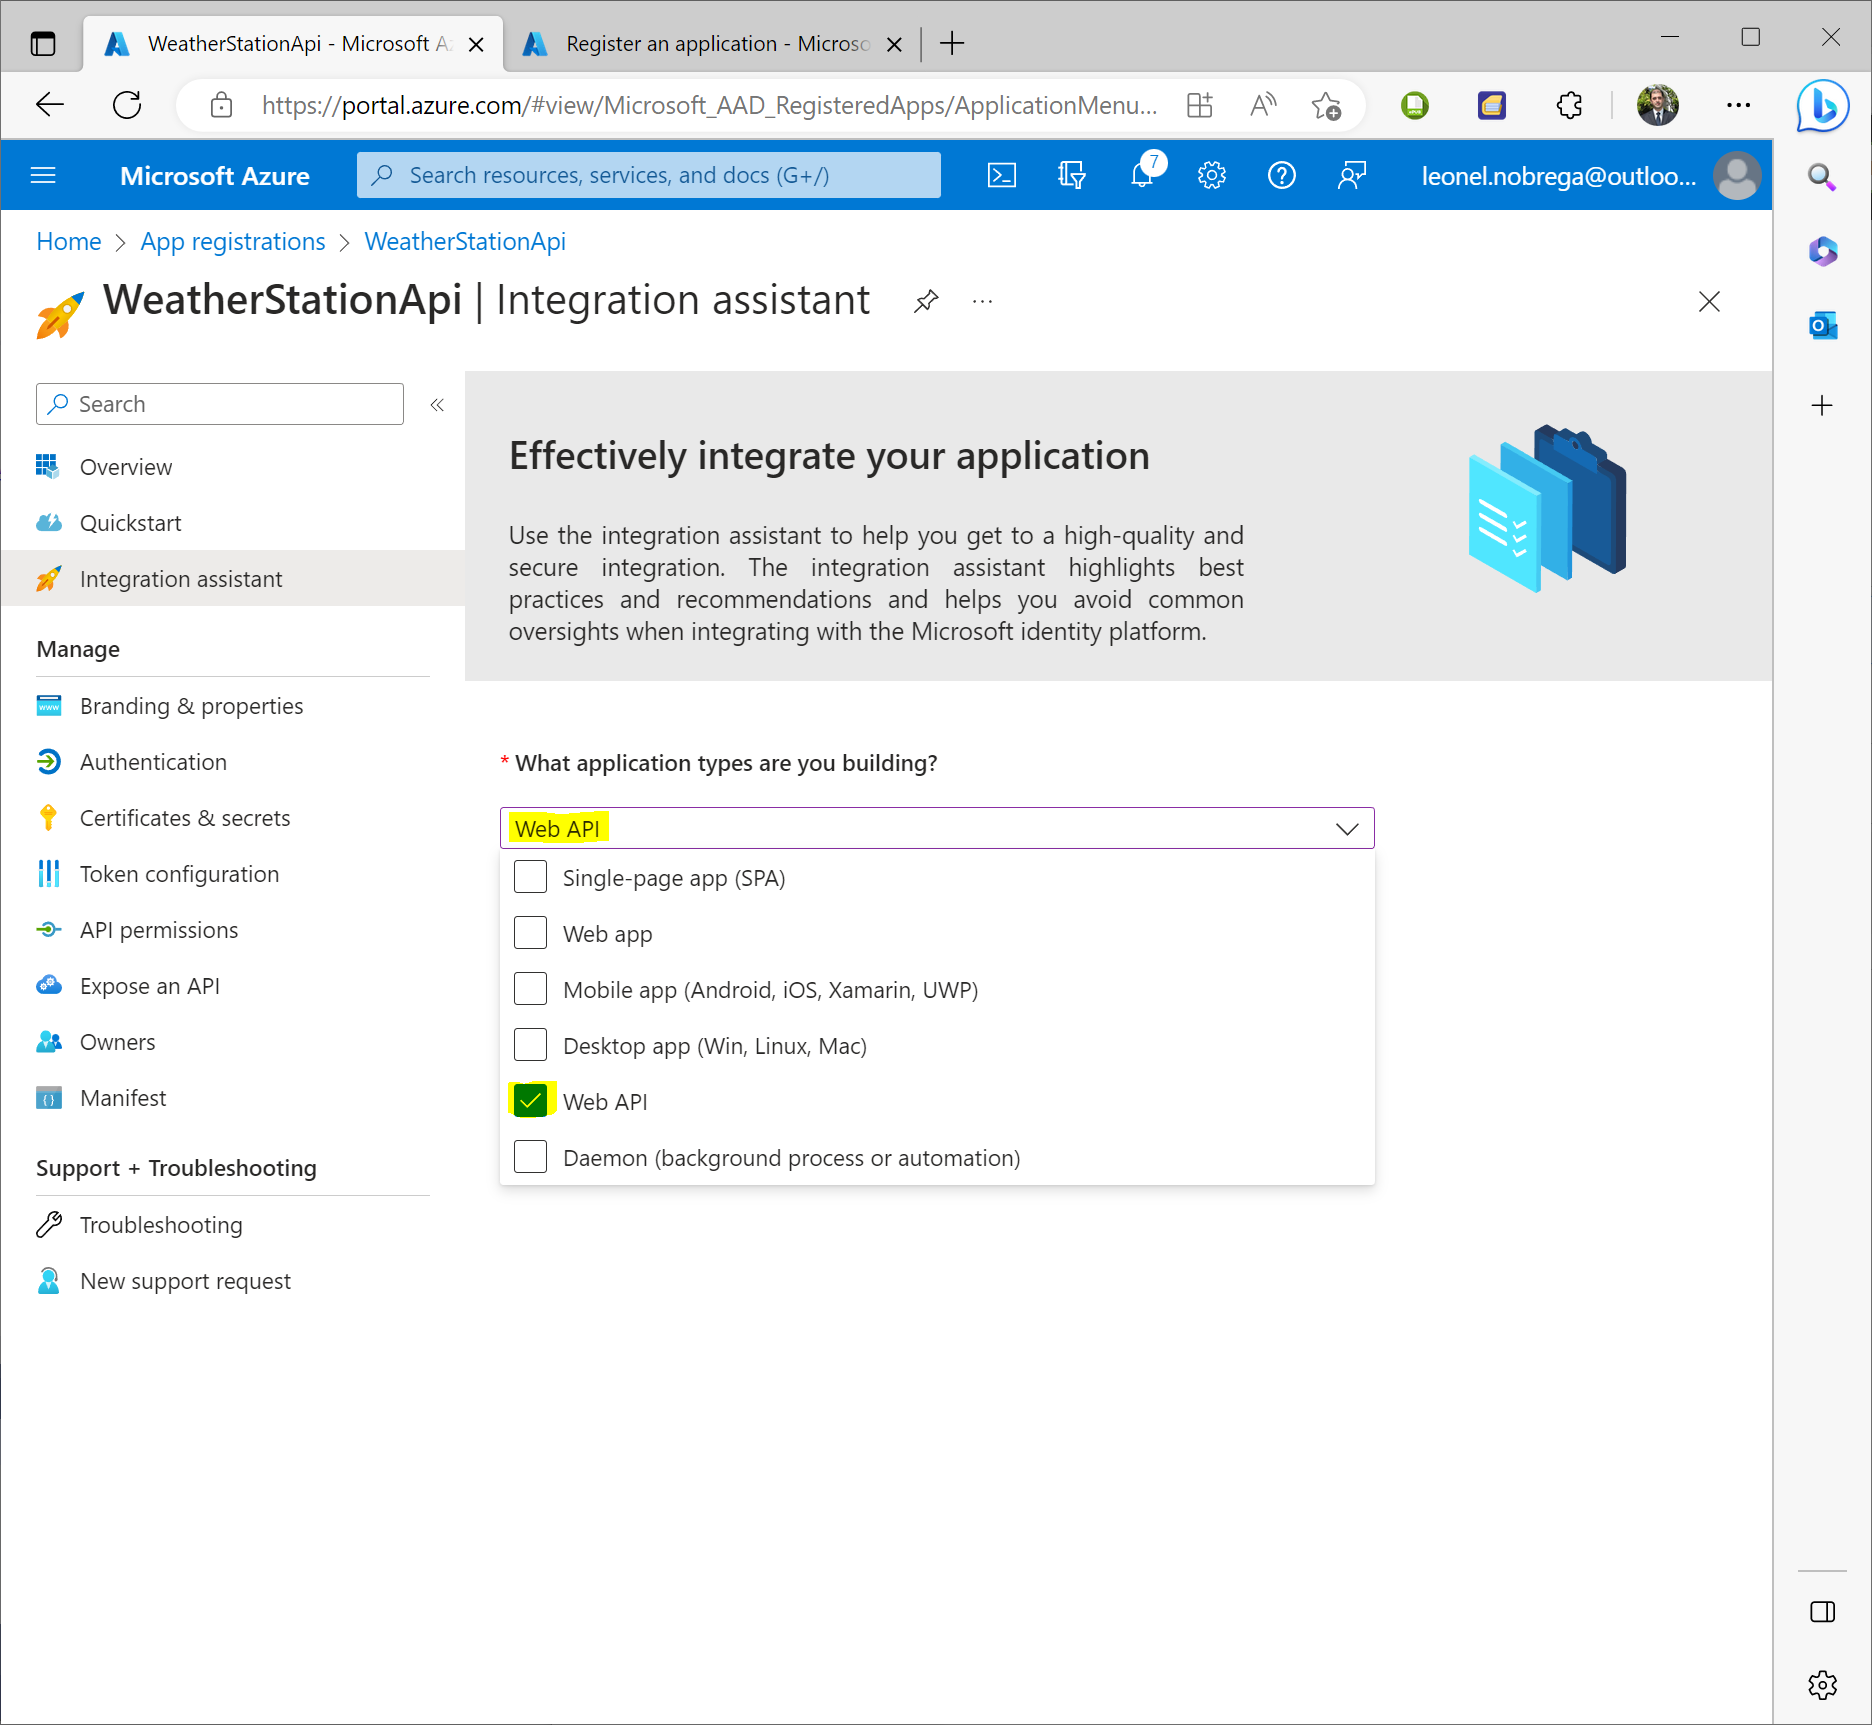 WeatherStationApi - Microsoft A
Register an application - Microso
https://portal.azure.com/#view/Microsoft_AAD_RegisteredApps/ApplicationMenu...
Microsoft Azure
Search resources, services, and docs (G+/)
7
leonel.nobrega@outloo...
Home > App registrations > WeatherStationApi
WeatherStationApi | Integration assistant
Search
Overview
Quickstart
Integration assistant
Manage
Branding & properties
Authentication
Certificates & secrets
Token configuration
API permissions
Expose an API
Owners
Manifest
Support + Troubleshooting
Troubleshooting
New support request
Effectively integrate your application
Use the integration assistant to help you get to a high-quality and
secure integration. The integration assistant highlights best
practices and recommendations and helps you avoid common
oversights when integrating with the Microsoft identity platform.
* What application types are you building?
Web API
Single-page app (SPA)
Web app
Mobile app (Android, iOS, Xamarin, UWP)
Desktop app (Win, Linux, Mac)
Web API
Daemon (background process or automation)